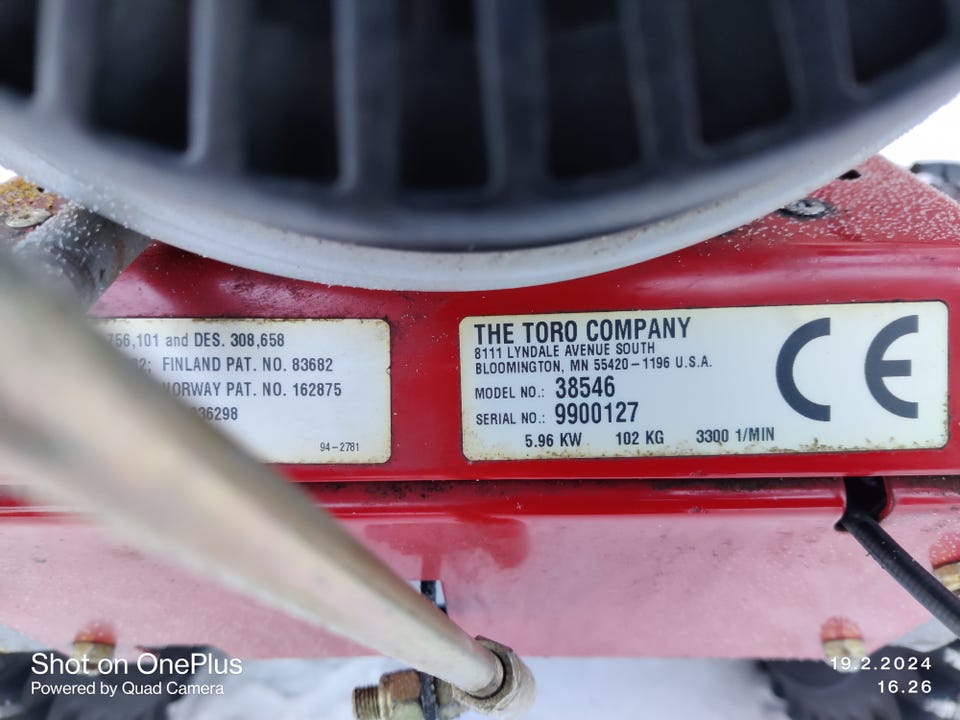 756,101 and DES. 308,658
FINLAND PAT. NO. 83682
NORWAY PAT. NO. 162875
36298
94-2781
THE TORO COMPANY
8111 LYNDALE AVENUE SOUTH
BLOOMINGTON, MN 55420-1196 U.S.A.
MODEL NO.: 38546
SERIAL NO.: 9900127
5.96 KW 102 KG 3300 1/MIN
CE
Shot on OnePlus
Powered by Quad Camera
19.2.2024
16.26